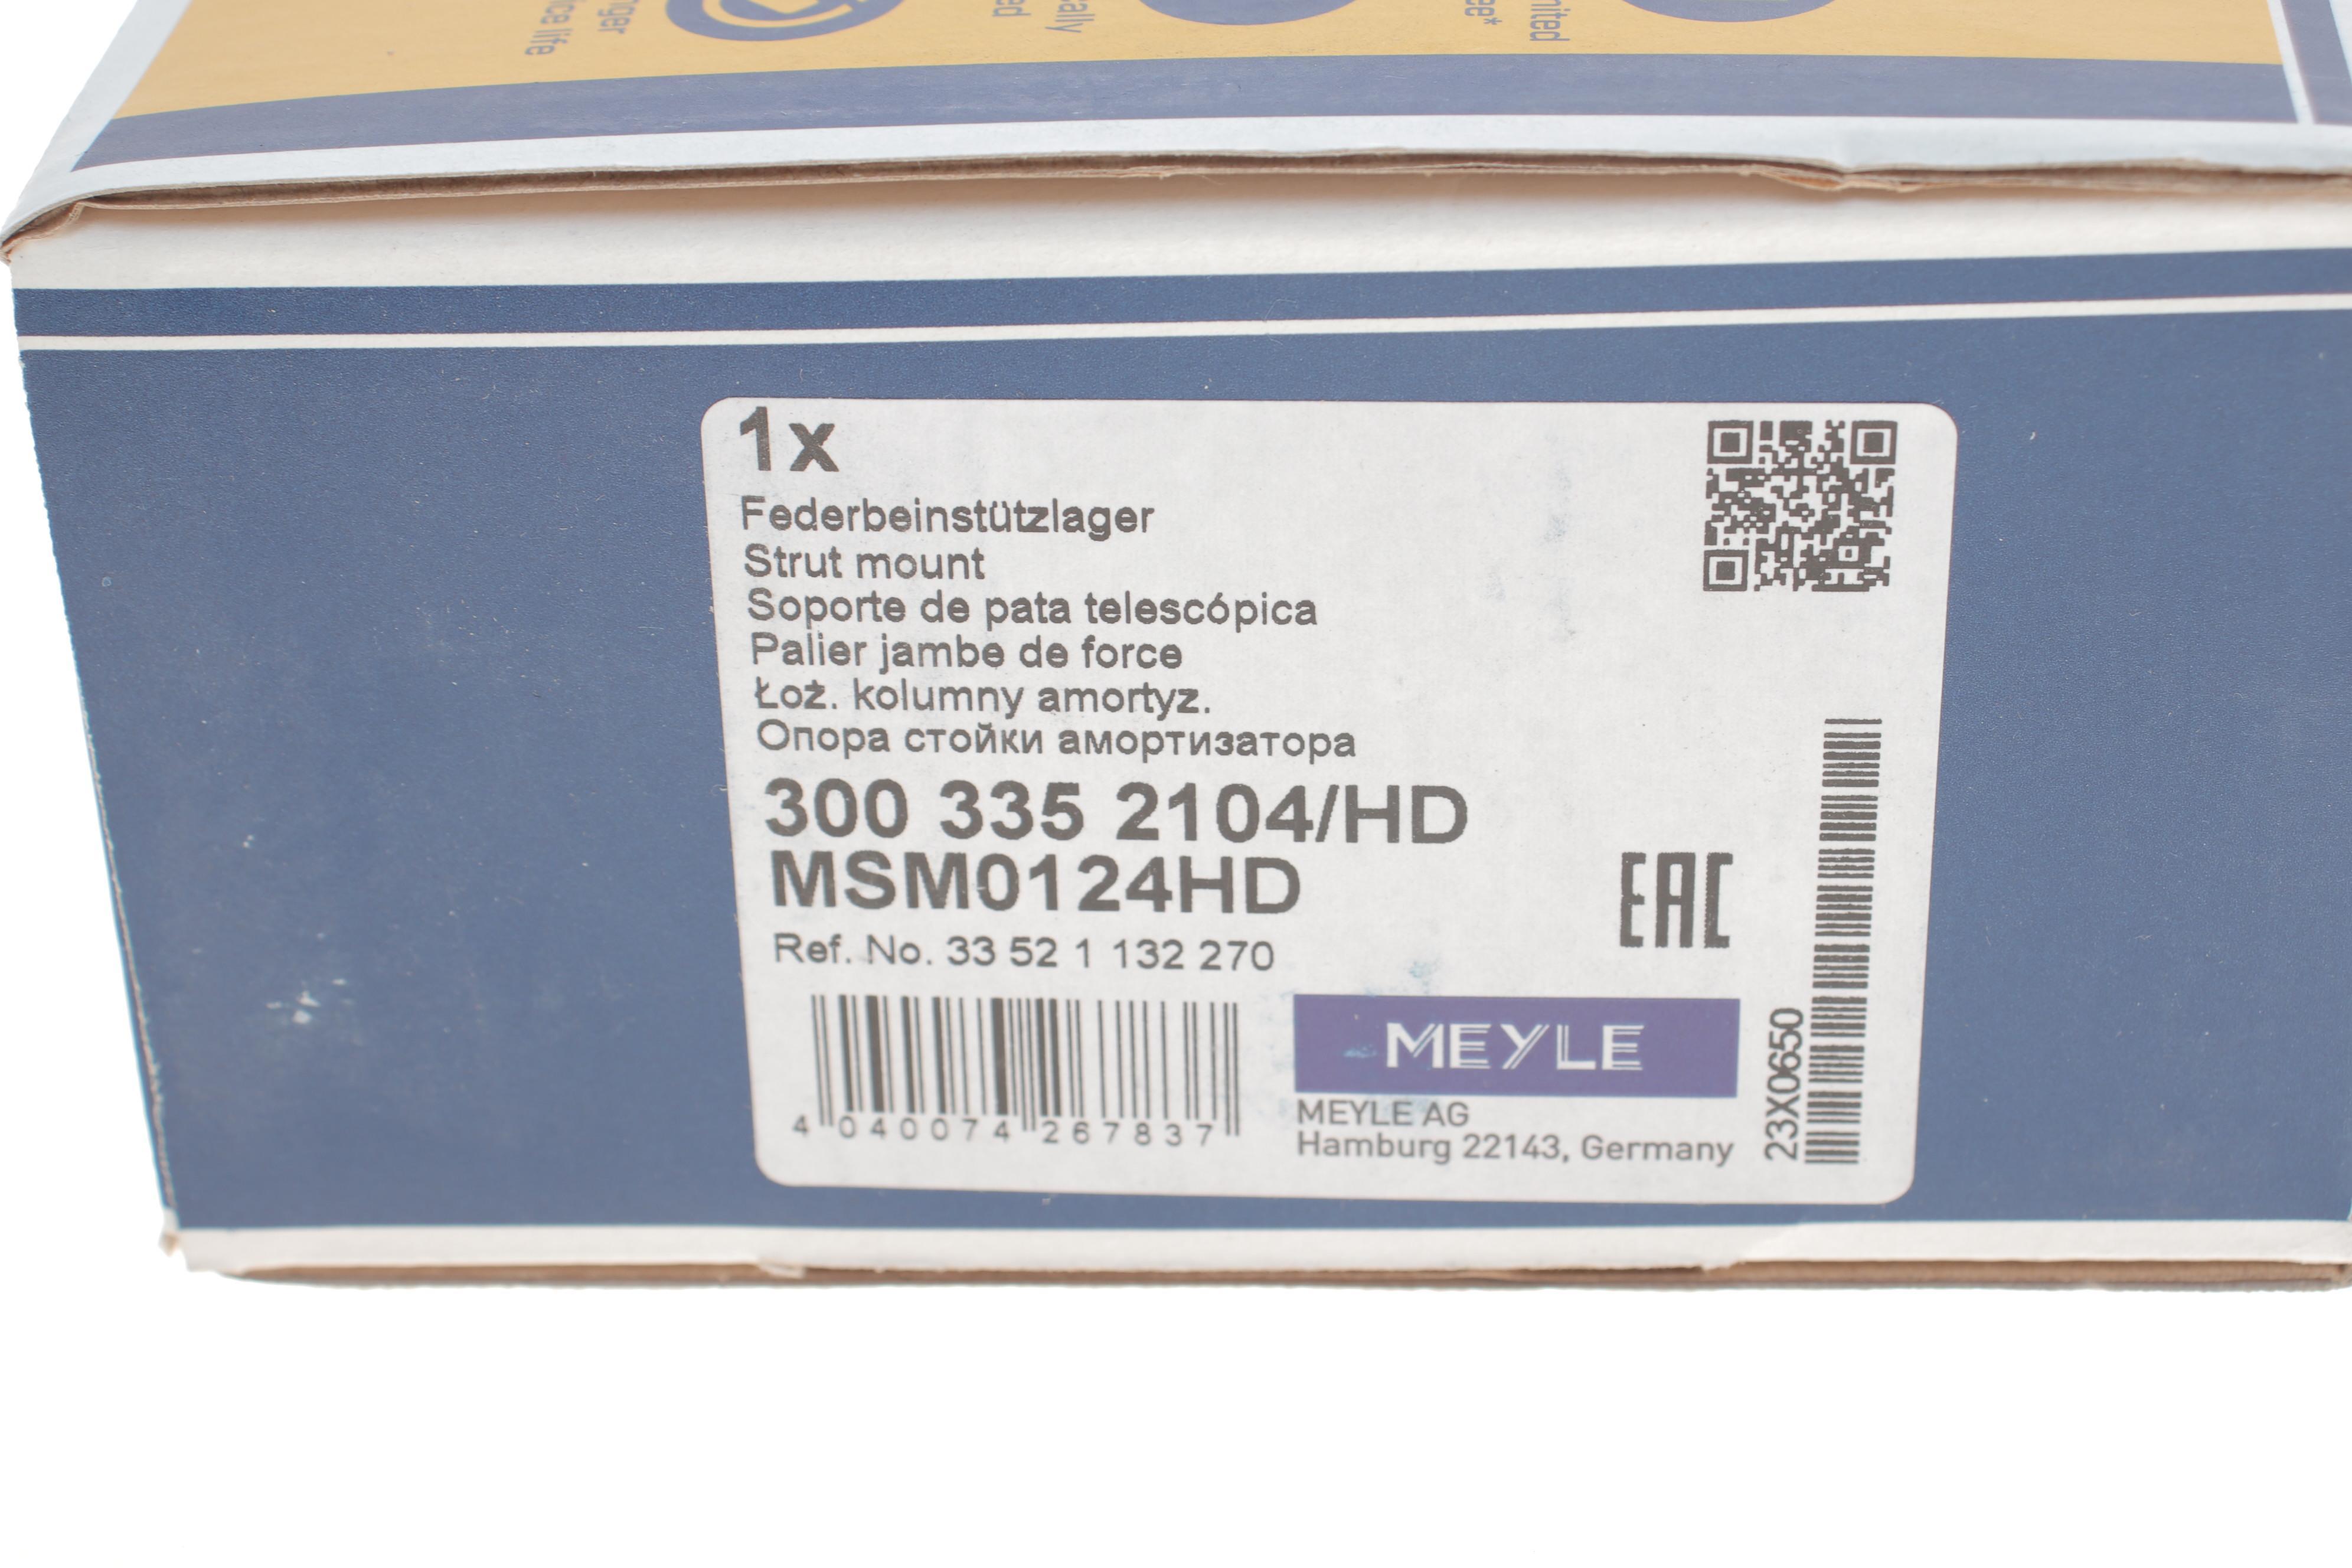 life
1x
Federbeinstützlager
Strut mount
Soporte de pata telescópica
Palier jambe de force
Łoż. kolumny amortyz.
Опора стойки амортизатора
300 335 2104/HD
MSM0124HD
Ref. No. 33 52 1 132 270
EAC
4 040074 267837
MEYLE
MEYLE AG
Hamburg 22143, Germany
23X0650